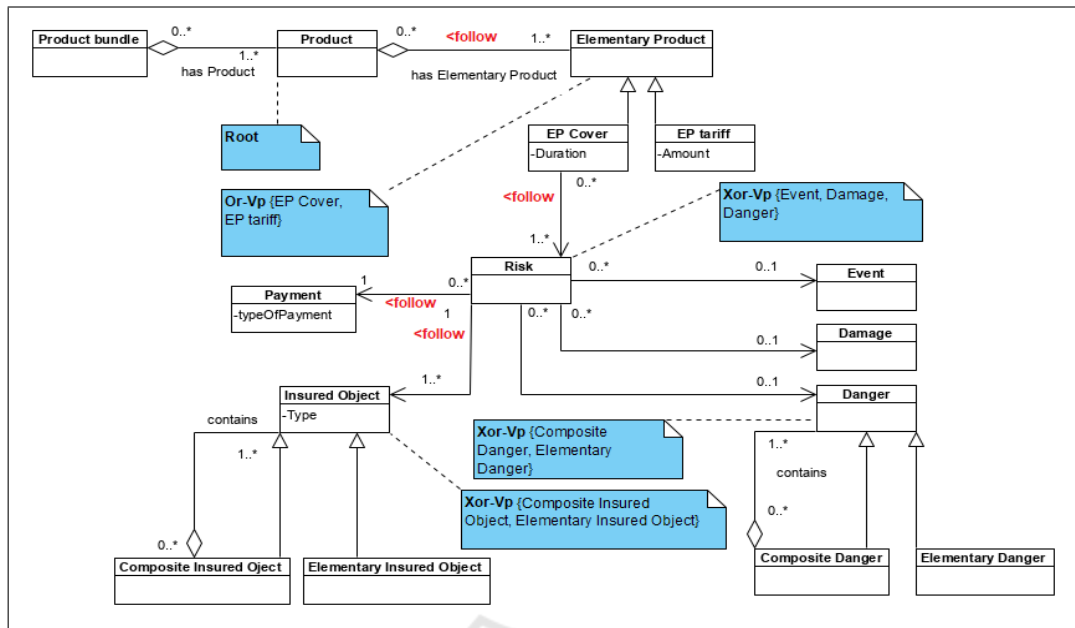 Product bundle
0..*
1..*
has Product
Product
0..*
<follow
1..*
has Elementary Product
Elementary Product
Root
EP Cover
-Duration
EP tariff
-Amount
Or-Vp {EP Cover,
EP tariff}
<follow
0..*
1..*
Xor-Vp {Event, Damage,
Danger}
Risk
0..*
0..1
Event
Payment
-typeOfPayment
1
0..*
<follow
1
<follow
0..*
0..*
0..1
Damage
0..1
Danger
1..*
Insured Object
-Type
contains
1..*
Xor-Vp {Composite
Danger, Elementary
Danger}
1..*
contains
Xor-Vp {Composite Insured
Object, Elementary Insured Object}
0..*
0..*
Composite Insured Oject
Elementary Insured Object
Composite Danger
Elementary Danger